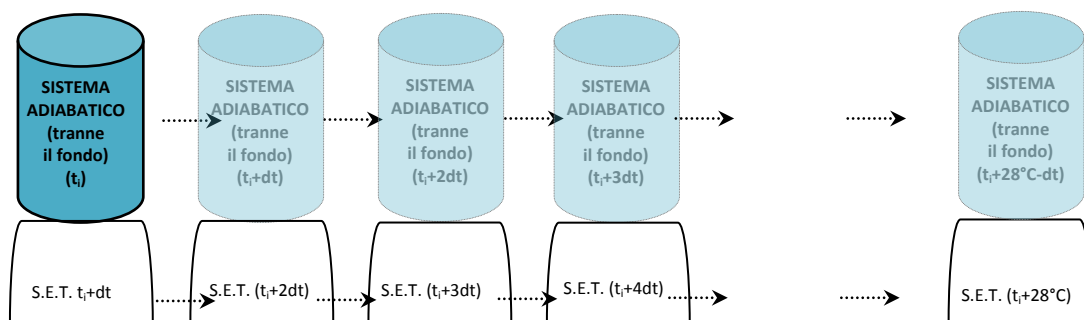 SISTEMA
ADIABATICO
(tranne
il fondo)
(tᵢ)
SISTEMA
ADIABATICO
(tranne
il fondo)
(tᵢ+dt)
SISTEMA
ADIABATICO
(tranne
il fondo)
(tᵢ+2dt)
SISTEMA
ADIABATICO
(tranne
il fondo)
(tᵢ+3dt)
SISTEMA
ADIABATICO
(tranne
il fondo)
(tᵢ+28°C-dt)
S.E.T. tᵢ+dt
S.E.T. (tᵢ+2dt)
S.E.T. (tᵢ+3dt)
S.E.T. (tᵢ+4dt)
S.E.T. (tᵢ+28°C)